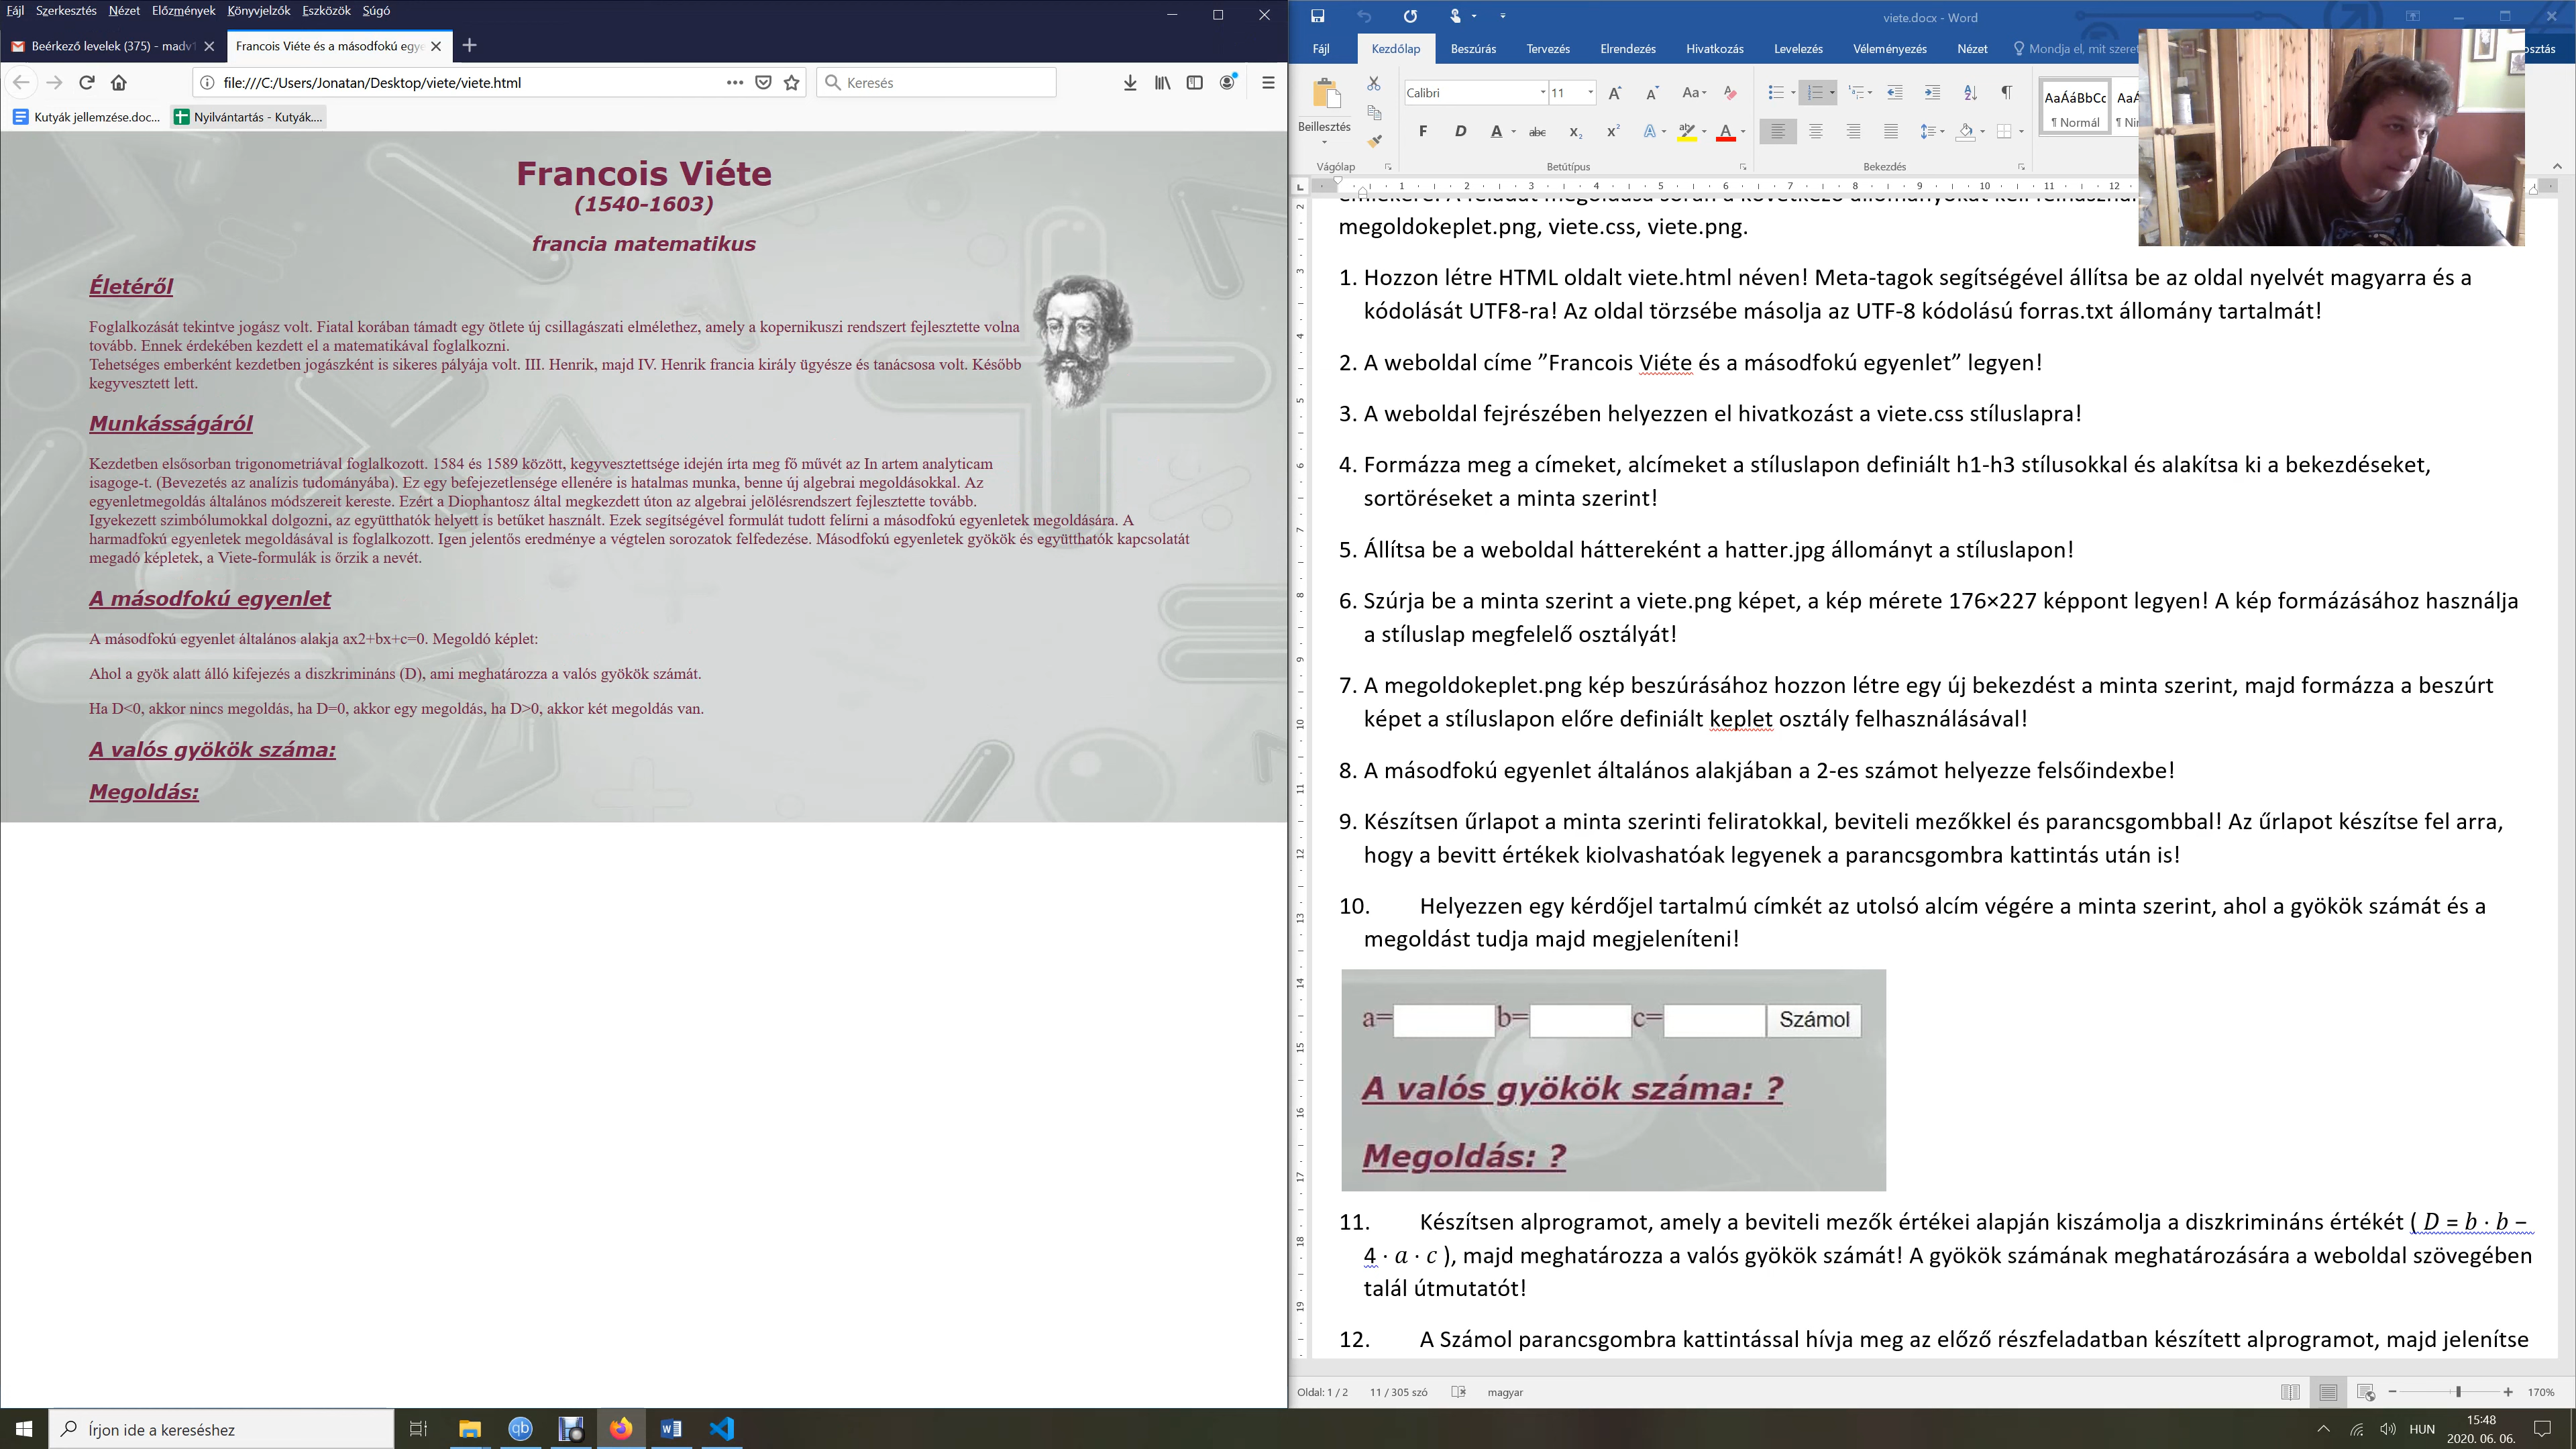 Fájl Szerkesztés Nézet Előzmények Könyvjelzők Eszközök Súgó
Beérkező levelek (375) - madv
Francois Viéte és a másodfokú egye
file:///C:/Users/Jonatan/Desktop/viete/viete.html
Keresés
Kutyák jellemzése.doc...
Nyilvántartás - Kutyák....
Francois Viéte
(1540-1603)
francia matematikus
Életéről
Foglalkozását tekintve jogász volt. Fiatal korában támadt egy ötlete új csillagászati elmélethez, amely a kopernikuszi rendszert fejlesztette volna
tovább. Ennek érdekében kezdett el a matematikával foglalkozni.
Tehetséges emberként kezdetben jogászként is sikeres pályája volt. III. Henrik, majd IV. Henrik francia király ügyésze és tanácsosa volt. Később
kegyvesztett lett.
Munkásságáról
Kezdetben elsősorban trigonometriával foglalkozott. 1584 és 1589 között, kegyvesztettsége idején írta meg fő művét az In artem analyticam
isagoge-t. (Bevezetés az analízis tudományába). Ez egy befejezetlensége ellenére is hatalmas munka, benne új algebrai megoldásokkal. Az
egyenletmegoldás általános módszereit kereste. Ezért a Diophantosz által megkezdett úton az algebrai jelölésrendszert fejlesztette tovább.
Igyekezett szimbólumokkal dolgozni, az együtthatók helyett is betűket használt. Ezek segítségével formulát tudott felírni a másodfokú egyenletek megoldására. A
harmadfokú egyenletek megoldásával is foglalkozott. Igen jelentős eredménye a végtelen sorozatok felfedezése. Másodfokú egyenletek gyökök és együtthatók kapcsolatát
megadó képletek, a Viete-formulák is őrzik a nevét.
A másodfokú egyenlet
A másodfokú egyenlet általános alakja ax2+bx+c=0. Megoldó képlet:
Ahol a gyök alatt álló kifejezés a diszkrimináns (D), ami meghatározza a valós gyökök számát.
Ha D<0, akkor nincs megoldás, ha D=0, akkor egy megoldás, ha D>0, akkor két megoldás van.
A valós gyökök száma:
Megoldás:
viete.docx - Word
Fájl Kezdőlap Beszúrás Tervezés Elrendezés Hivatkozás Levelezés Véleményezés Nézet Mondja el, mit szeret
osztás
Beillesztés
Calibri 11
Aa
F D A abc x₂ x² A aby A
AaÁáBbCc AaÁ
¶ Normál ¶ Nin
Vágólap Betűtípus Bekezdés
1 2 3 4 5 6 7 8 9 10 11 12
megoldokeplet.png, viete.css, viete.png.
1. Hozzon létre HTML oldalt viete.html néven! Meta-tagok segítségével állítsa be az oldal nyelvét magyarra és a
kódolását UTF8-ra! Az oldal törzsébe másolja az UTF-8 kódolású forras.txt állomány tartalmát!
2. A weboldal címe ”Francois Viéte és a másodfokú egyenlet” legyen!
3. A weboldal fejrészében helyezzen el hivatkozást a viete.css stíluslapra!
4. Formázza meg a címeket, alcímeket a stíluslapon definiált h1-h3 stílusokkal és alakítsa ki a bekezdéseket,
sortöréseket a minta szerint!
5. Állítsa be a weboldal háttereként a hatter.jpg állományt a stíluslapon!
6. Szúrja be a minta szerint a viete.png képet, a kép mérete 176×227 képpont legyen! A kép formázásához használja
a stíluslap megfelelő osztályát!
7. A megoldokeplet.png kép beszúrásához hozzon létre egy új bekezdést a minta szerint, majd formázza a beszúrt
képet a stíluslapon előre definiált keplet osztály felhasználásával!
8. A másodfokú egyenlet általános alakjában a 2-es számot helyezze felsőindexbe!
9. Készítsen űrlapot a minta szerinti feliratokkal, beviteli mezőkkel és parancsgombbal! Az űrlapot készítse fel arra,
hogy a bevitt értékek kiolvashatóak legyenek a parancsgombra kattintás után is!
10. Helyezzen egy kérdőjel tartalmú címkét az utolsó alcím végére a minta szerint, ahol a gyökök számát és a
megoldást tudja majd megjeleníteni!
a= b= c= Számol
A valós gyökök száma: ?
Megoldás: ?
11. Készítsen alprogramot, amely a beviteli mezők értékei alapján kiszámolja a diszkrimináns értékét ( D = b · b −
4 · a · c ), majd meghatározza a valós gyökök számát! A gyökök számának meghatározására a weboldal szövegében
talál útmutatót!
12. A Számol parancsgombra kattintással hívja meg az előző részfeladatban készített alprogramot, majd jelenítse
Oldal: 1 / 2 11 / 305 szó magyar 170%
Írjon ide a kereséshez
HUN
15:48
2020. 06. 06.